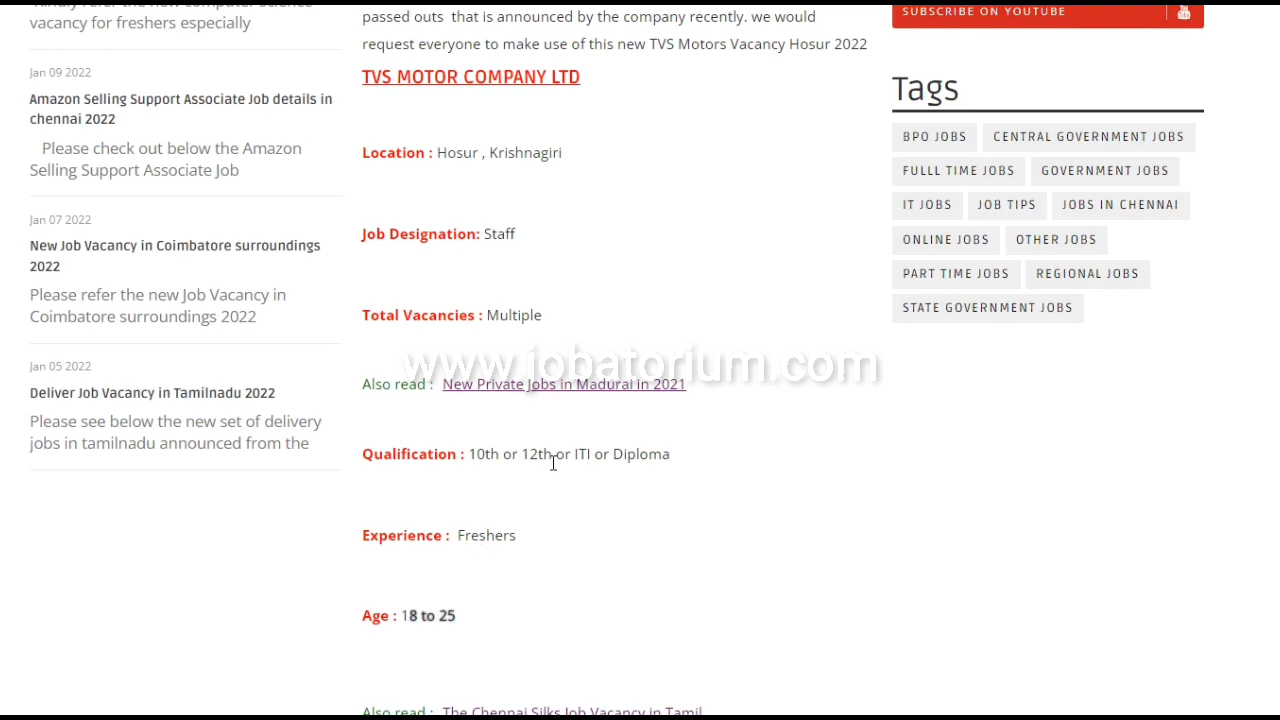 vacancy for freshers especially
Jan 09 2022
Amazon Selling Support Associate Job details in
chennai 2022
Please check out below the Amazon
Selling Support Associate Job
Jan 07 2022
New Job Vacancy in Coimbatore surroundings
2022
Please refer the new Job Vacancy in
Coimbatore surroundings 2022
Jan 05 2022
Deliver Job Vacancy in Tamilnadu 2022
Please see below the new set of delivery
jobs in tamilnadu announced from the
passed outs that is announced by the company recently. we would
request everyone to make use of this new TVS Motors Vacancy Hosur 2022
TVS MOTOR COMPANY LTD
Location : Hosur , Krishnagiri
Job Designation: Staff
Total Vacancies : Multiple
www.jobatorium.com
Also read : New Private Jobs in Madurai in 2021
Qualification : 10th or 12th or ITI or Diploma
Experience : Freshers
Age : 18 to 25
Also read : The Chennai Silks Job Vacancy in Tamil
SUBSCRIBE ON YOUTUBE
Tags
BPO JOBS CENTRAL GOVERNMENT JOBS
FULLL TIME JOBS GOVERNMENT JOBS
IT JOBS JOB TIPS JOBS IN CHENNAI
ONLINE JOBS OTHER JOBS
PART TIME JOBS REGIONAL JOBS
STATE GOVERNMENT JOBS